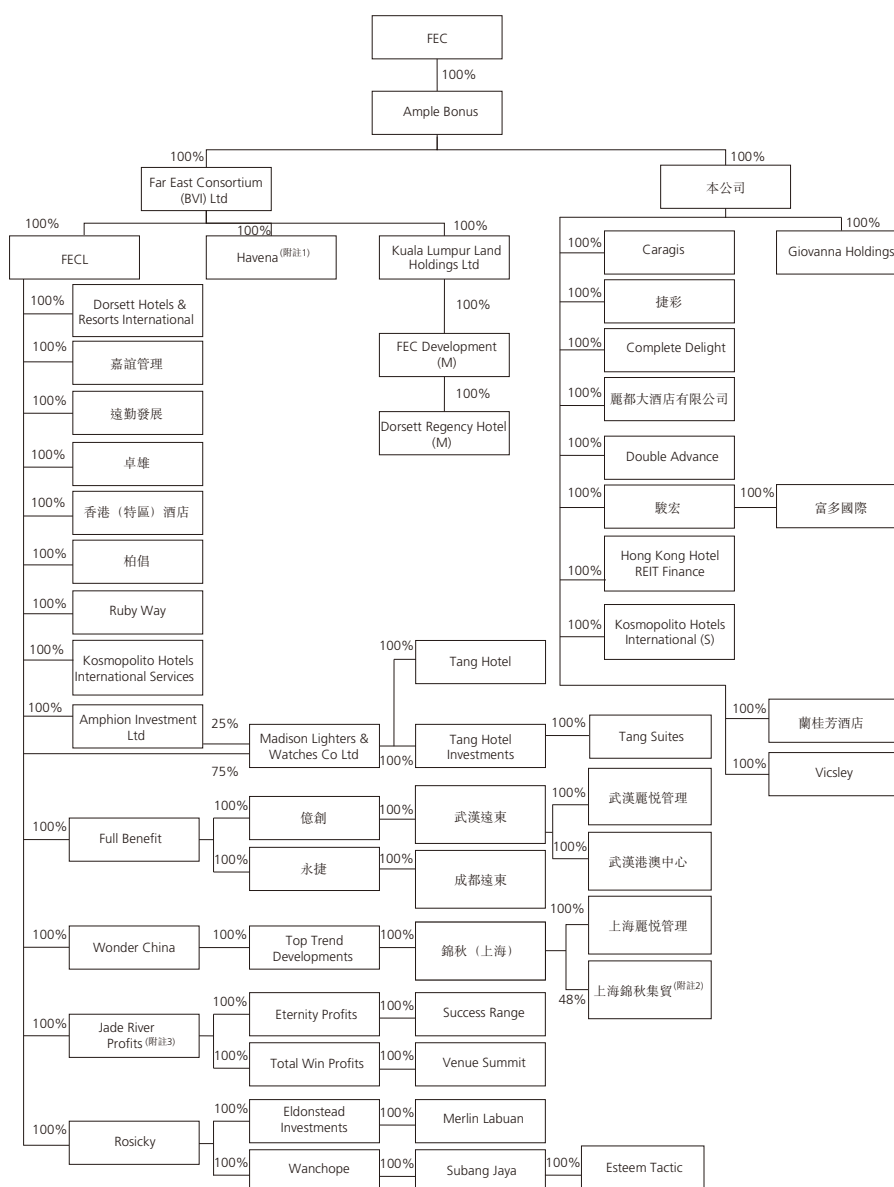 FEC
100%
Ample Bonus
100%
100%
Far East Consortium
(BVI) Ltd
本公司
100%
100%
100%
100%
FECL
Havena (附註1)
Kuala Lumpur Land
Holdings Ltd
100%
Caragis
Giovanna Holdings
100%
Dorsett Hotels &
Resorts International
100%
100%
捷彩
100%
嘉誼管理
FEC Development
(M)
100%
Complete Delight
100%
遠勤發展
100%
Dorsett Regency Hotel
(M)
100%
麗都大酒店有限公司
100%
卓雄
100%
Double Advance
100%
香港（特區）酒店
100%
駿宏
100%
富多國際
100%
柏倡
100%
Hong Kong Hotel
REIT Finance
100%
Ruby Way
100%
Kosmopolito Hotels
International (S)
100%
Kosmopolito Hotels
International Services
100%
Tang Hotel
100%
Amphion Investment
Ltd
25%
75%
Madison Lighters &
Watches Co Ltd
100%
Tang Hotel
Investments
100%
Tang Suites
100%
蘭桂芳酒店
100%
Vicsley
100%
Full Benefit
100%
億創
100%
武漢遠東
100%
武漢麗悅管理
100%
武漢港澳中心
100%
永捷
100%
成都遠東
100%
Wonder China
100%
Top Trend
Developments
100%
錦秋（上海）
100%
上海麗悅管理
48%
上海錦秋集貿(附註2)
100%
Jade River
Profits (附註3)
100%
Eternity Profits
100%
Success Range
100%
Total Win Profits
100%
Venue Summit
100%
Rosicky
100%
Eldonstead
Investments
100%
Merlin Labuan
100%
Wanchope
100%
Subang Jaya
100%
Esteem Tactic